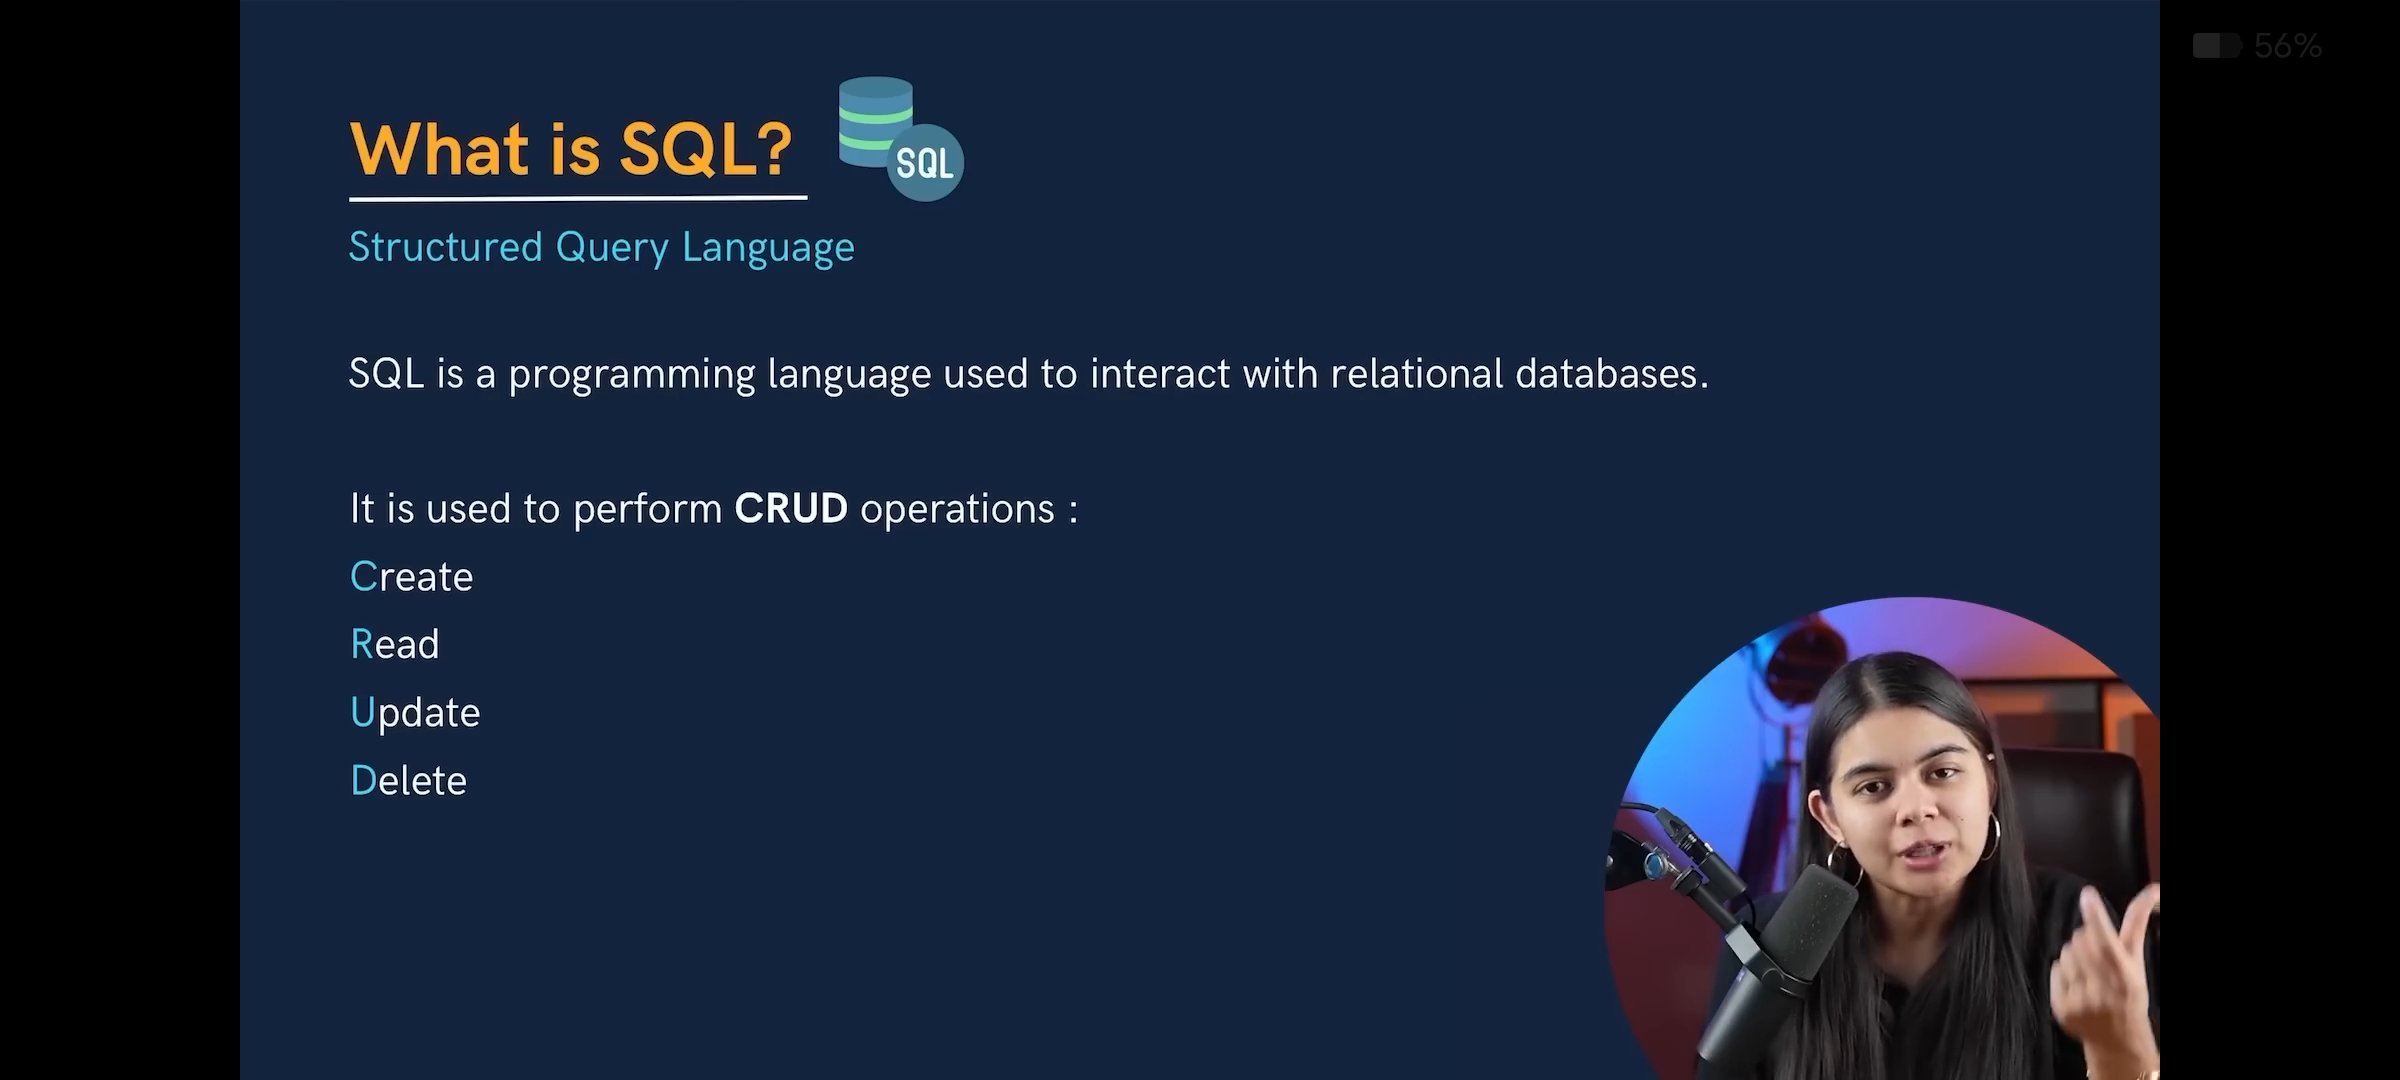 What is SQL?
SQL
Structured Query Language
SQL is a programming language used to interact with relational databases.
It is used to perform CRUD operations :
Create
Read
Update
Delete
56%